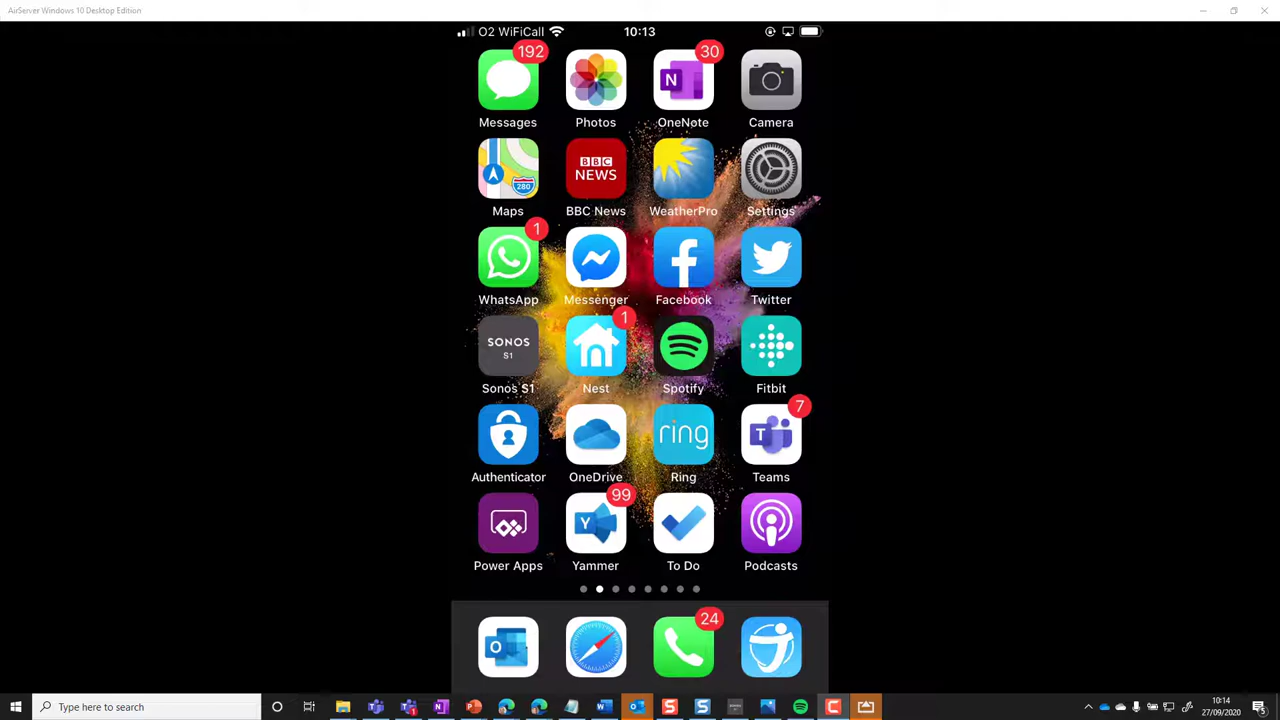 AirServer Windows 10 Desktop Edition
O2 WiFiCall 10:13
192 30
N
Messages Photos OneNote Camera
BBC
NEWS
280
Maps BBC News WeatherPro Settings
1
WhatsApp Messenger Facebook Twitter
1
SONOS
S1
Sonos S1 Nest Spotify Fitbit
7
ring T
Authenticator OneDrive Ring Teams
99
Y
Power Apps Yammer To Do Podcasts
24
O
Type here to search
10:14
27/09/2020